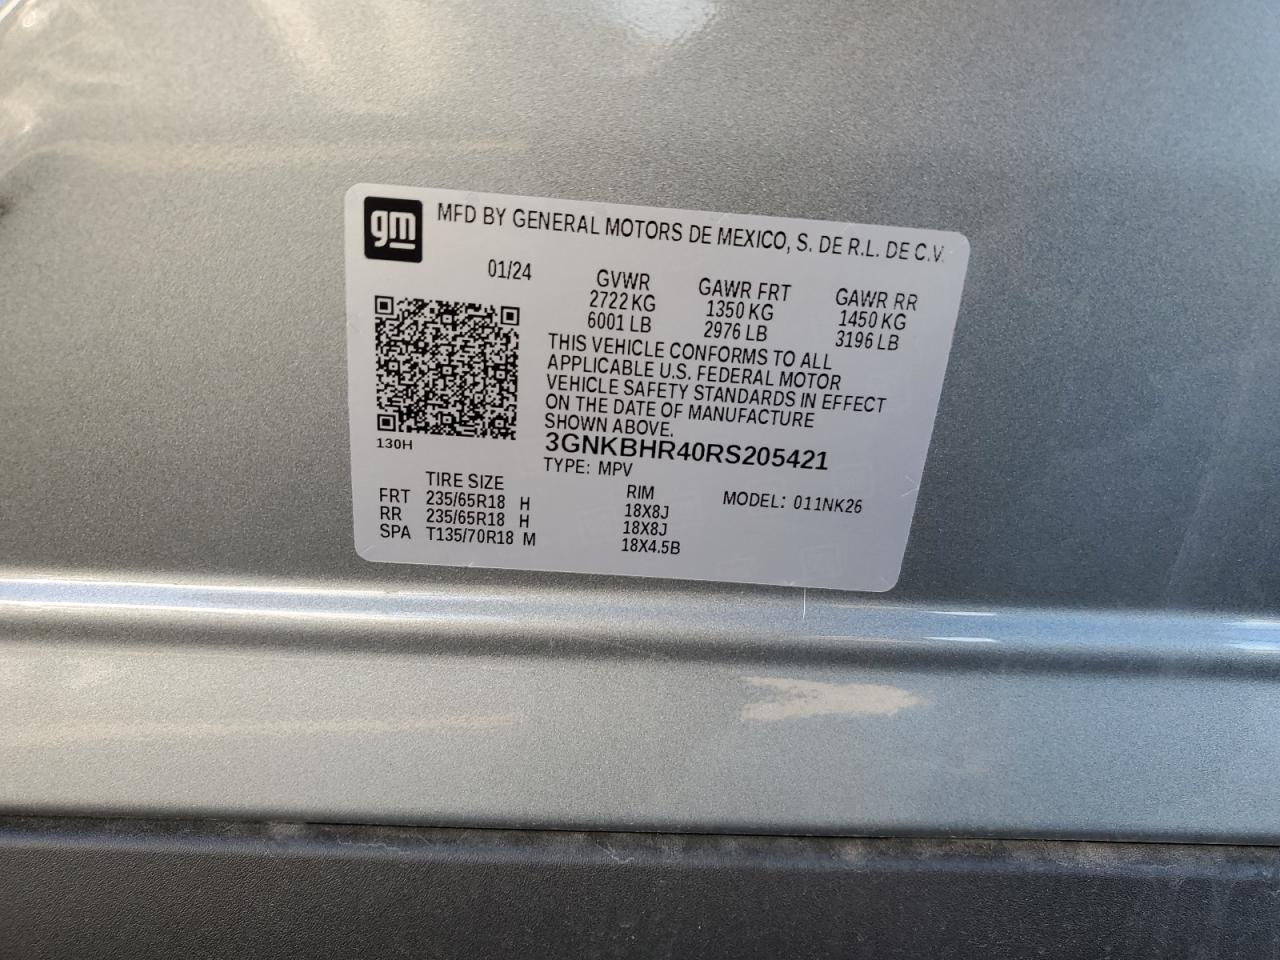 gm
MFD BY GENERAL MOTORS DE MEXICO, S. DE R.L. DE C.V.
01/24
GVWR GAWR FRT GAWR RR
2722 KG 1350 KG 1450 KG
6001 LB 2976 LB 3196 LB
THIS VEHICLE CONFORMS TO ALL
APPLICABLE U.S. FEDERAL MOTOR
VEHICLE SAFETY STANDARDS IN EFFECT
ON THE DATE OF MANUFACTURE
SHOWN ABOVE.
130H
3GNKBHR40RS205421
TYPE: MPV
MODEL: 011NK26
TIRE SIZE RIM
FRT 235/65R18 H 18X8J
RR 235/65R18 H 18X8J
SPA T135/70R18 M 18X4.5B